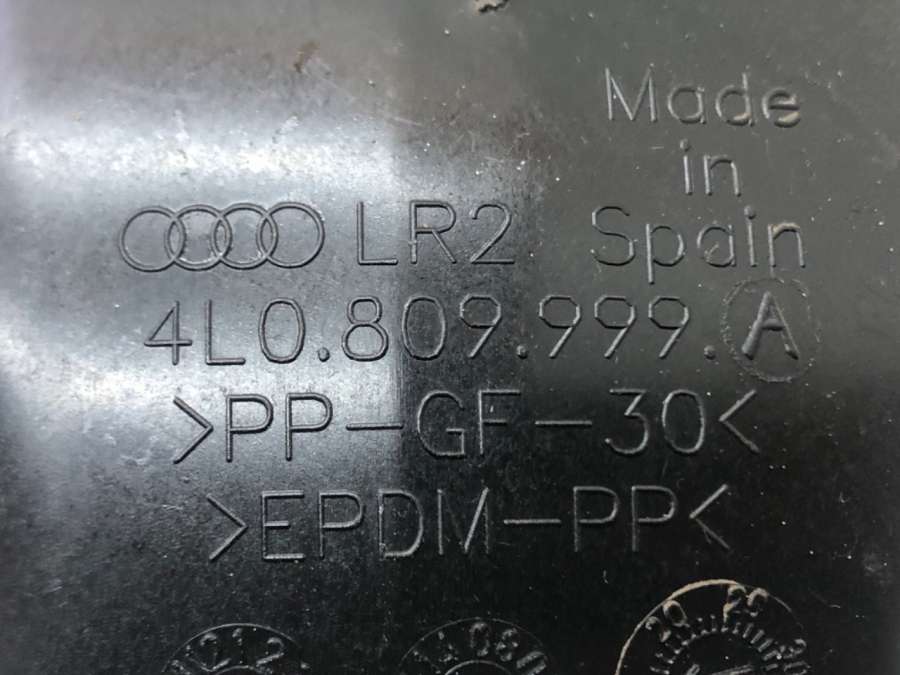 Made
in
Spain
LR2
4L0.809.999.A
>PP-GF-30<
>EPDM-PP<